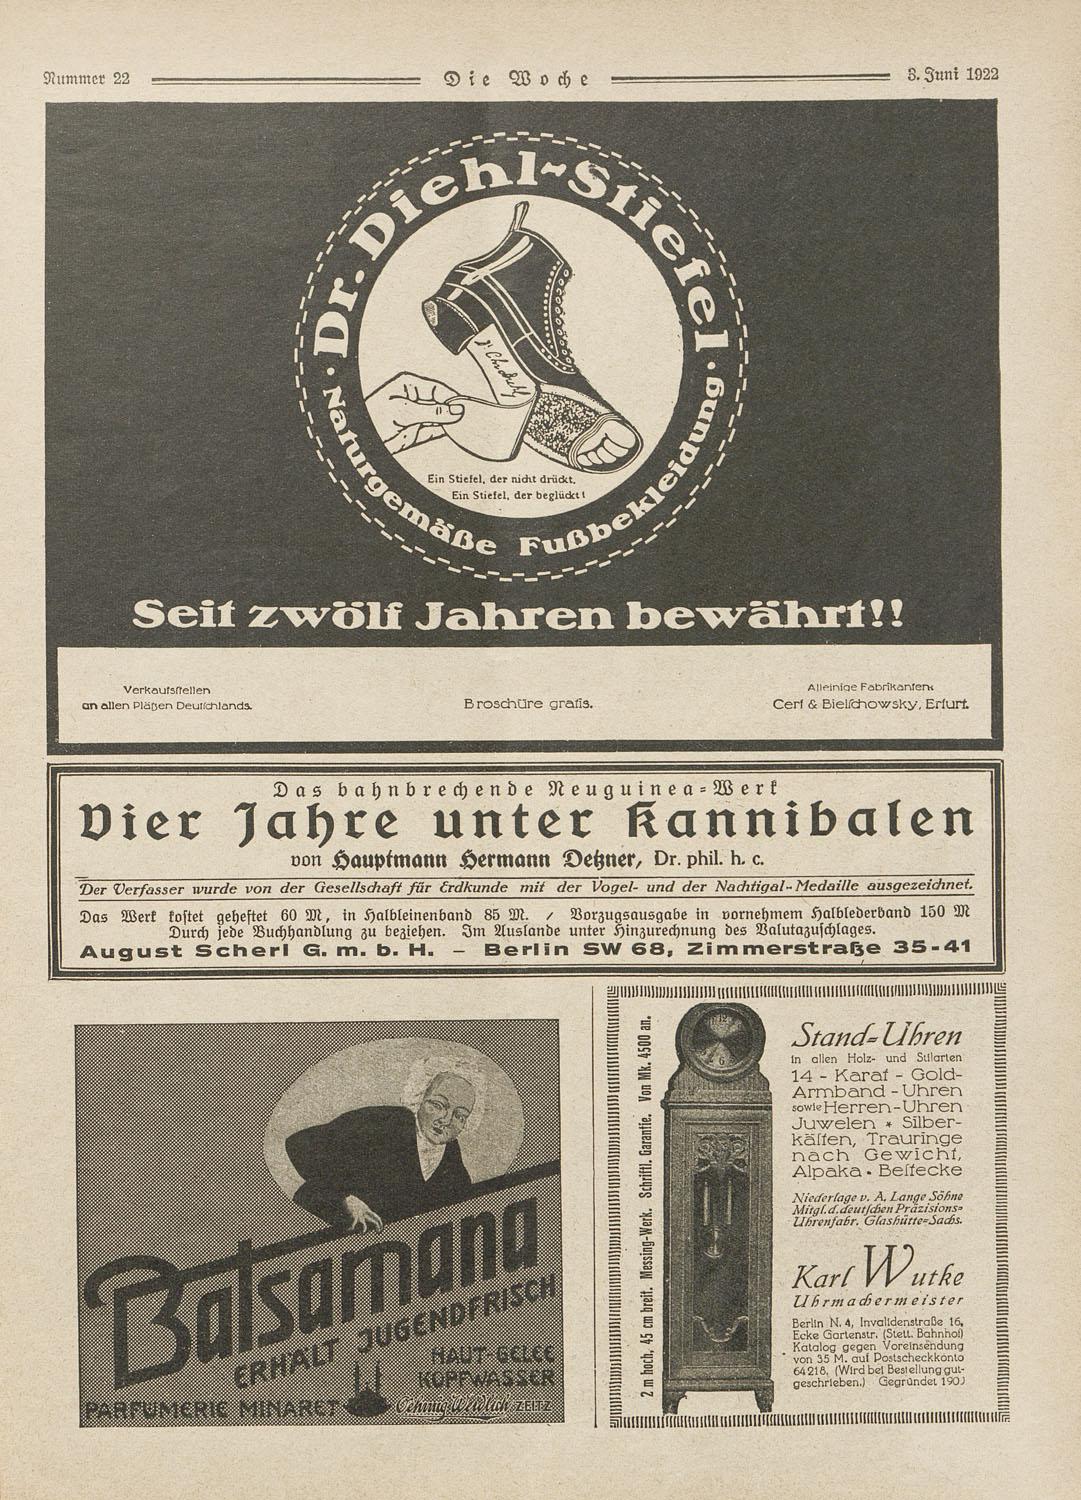 Nummer 22
Die Woche
3. Juni 1922
Dr. Diehl-Stiefel
· Naturgemäße Fußbekleidung ·
Ein Stiefel, der nicht drückt,
Ein Stiefel, der beglückt!
Seit zwölf Jahren bewährt!!
Verkaufsstellen
an allen Plätzen Deutschlands.
Broschüre gratis.
Alleinige Fabrikanten:
Cerf & Bielschowsky, Erfurt.
Das bahnbrechende Neuguinea-Werk
Vier Jahre unter Kannibalen
von Hauptmann Hermann Detzner, Dr. phil. h. c.
Der Verfasser wurde von der Gesellschaft für Erdkunde mit der Vogel- und der Nachtigal-Medaille ausgezeichnet.
Das Werk kostet geheftet 60 M, in Halbleinenband 85 M. / Vorzugsausgabe in vornehmem Halblederband 150 M
Durch jede Buchhandlung zu beziehen. Im Auslande unter Hinzurechnung des Valutazuschlages.
August Scherl G. m. b. H. – Berlin SW 68, Zimmerstraße 35-41
Balsamana
ERHÄLT JUGENDFRISCH
HAUT-GELEE
KOPFWASSER
PARFUMERIE MINARET
ZEITZ
2 m hoch, 45 cm breit. Messing-Werk. Schriftl. Garantie. Von Mk. 4500 an.
Stand-Uhren
in allen Holz- und Stilarten
14 - Karat - Gold-
Armband - Uhren
sowie Herren-Uhren
Juwelen * Silber-
kästen, Trauringe
nach Gewicht,
Alpaka - Bestecke
Niederlage v. A. Lange Söhne
Mitgl. d. deutschen Präzisions-
Uhrenfabr. Glashütte-Sachs.
Karl Wutke
Uhrmachermeister
Berlin N. 4, Invalidenstraße 16,
Ecke Gartenstr. (Stett. Bahnhof)
Katalog gegen Voreinsendung
von 35 M. auf Postscheckkonto
64218. (Wird bei Bestellung gut-
geschrieben.) Gegründet